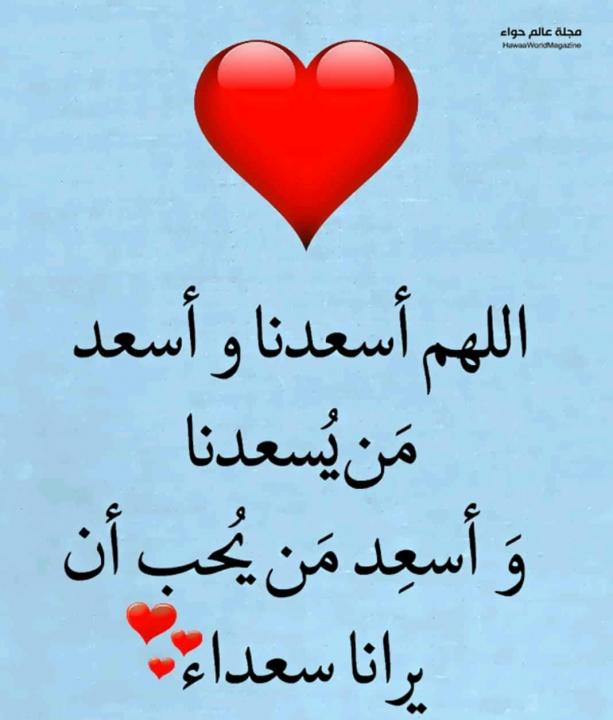 مجلة عالم حواء
HawaaWorldMagazine
اللهم أسعدنا و أسعد
مَن يُسعدنا
وَ أسعِد مَن يُحب أن
يرانا سعداء